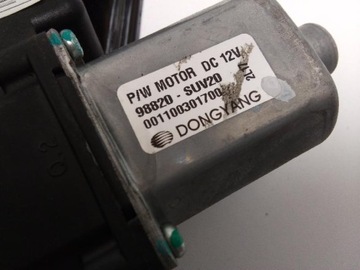 P/W MOTOR DC 12V
98820 - SUV20
001100301700
DONGYANG